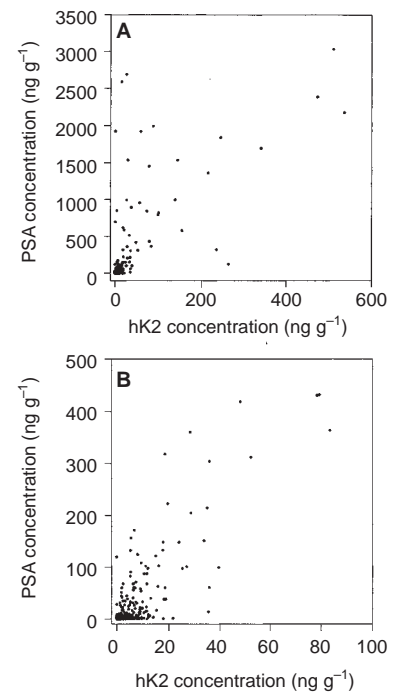 A
PSA concentration (ng g⁻¹)
3500
3000
2500
2000
1500
1000
500
0
0 200 400 600
hK2 concentration (ng g⁻¹)
B
PSA concentration (ng g⁻¹)
500
400
300
200
100
0
0 20 40 60 80 100
hK2 concentration (ng g⁻¹)